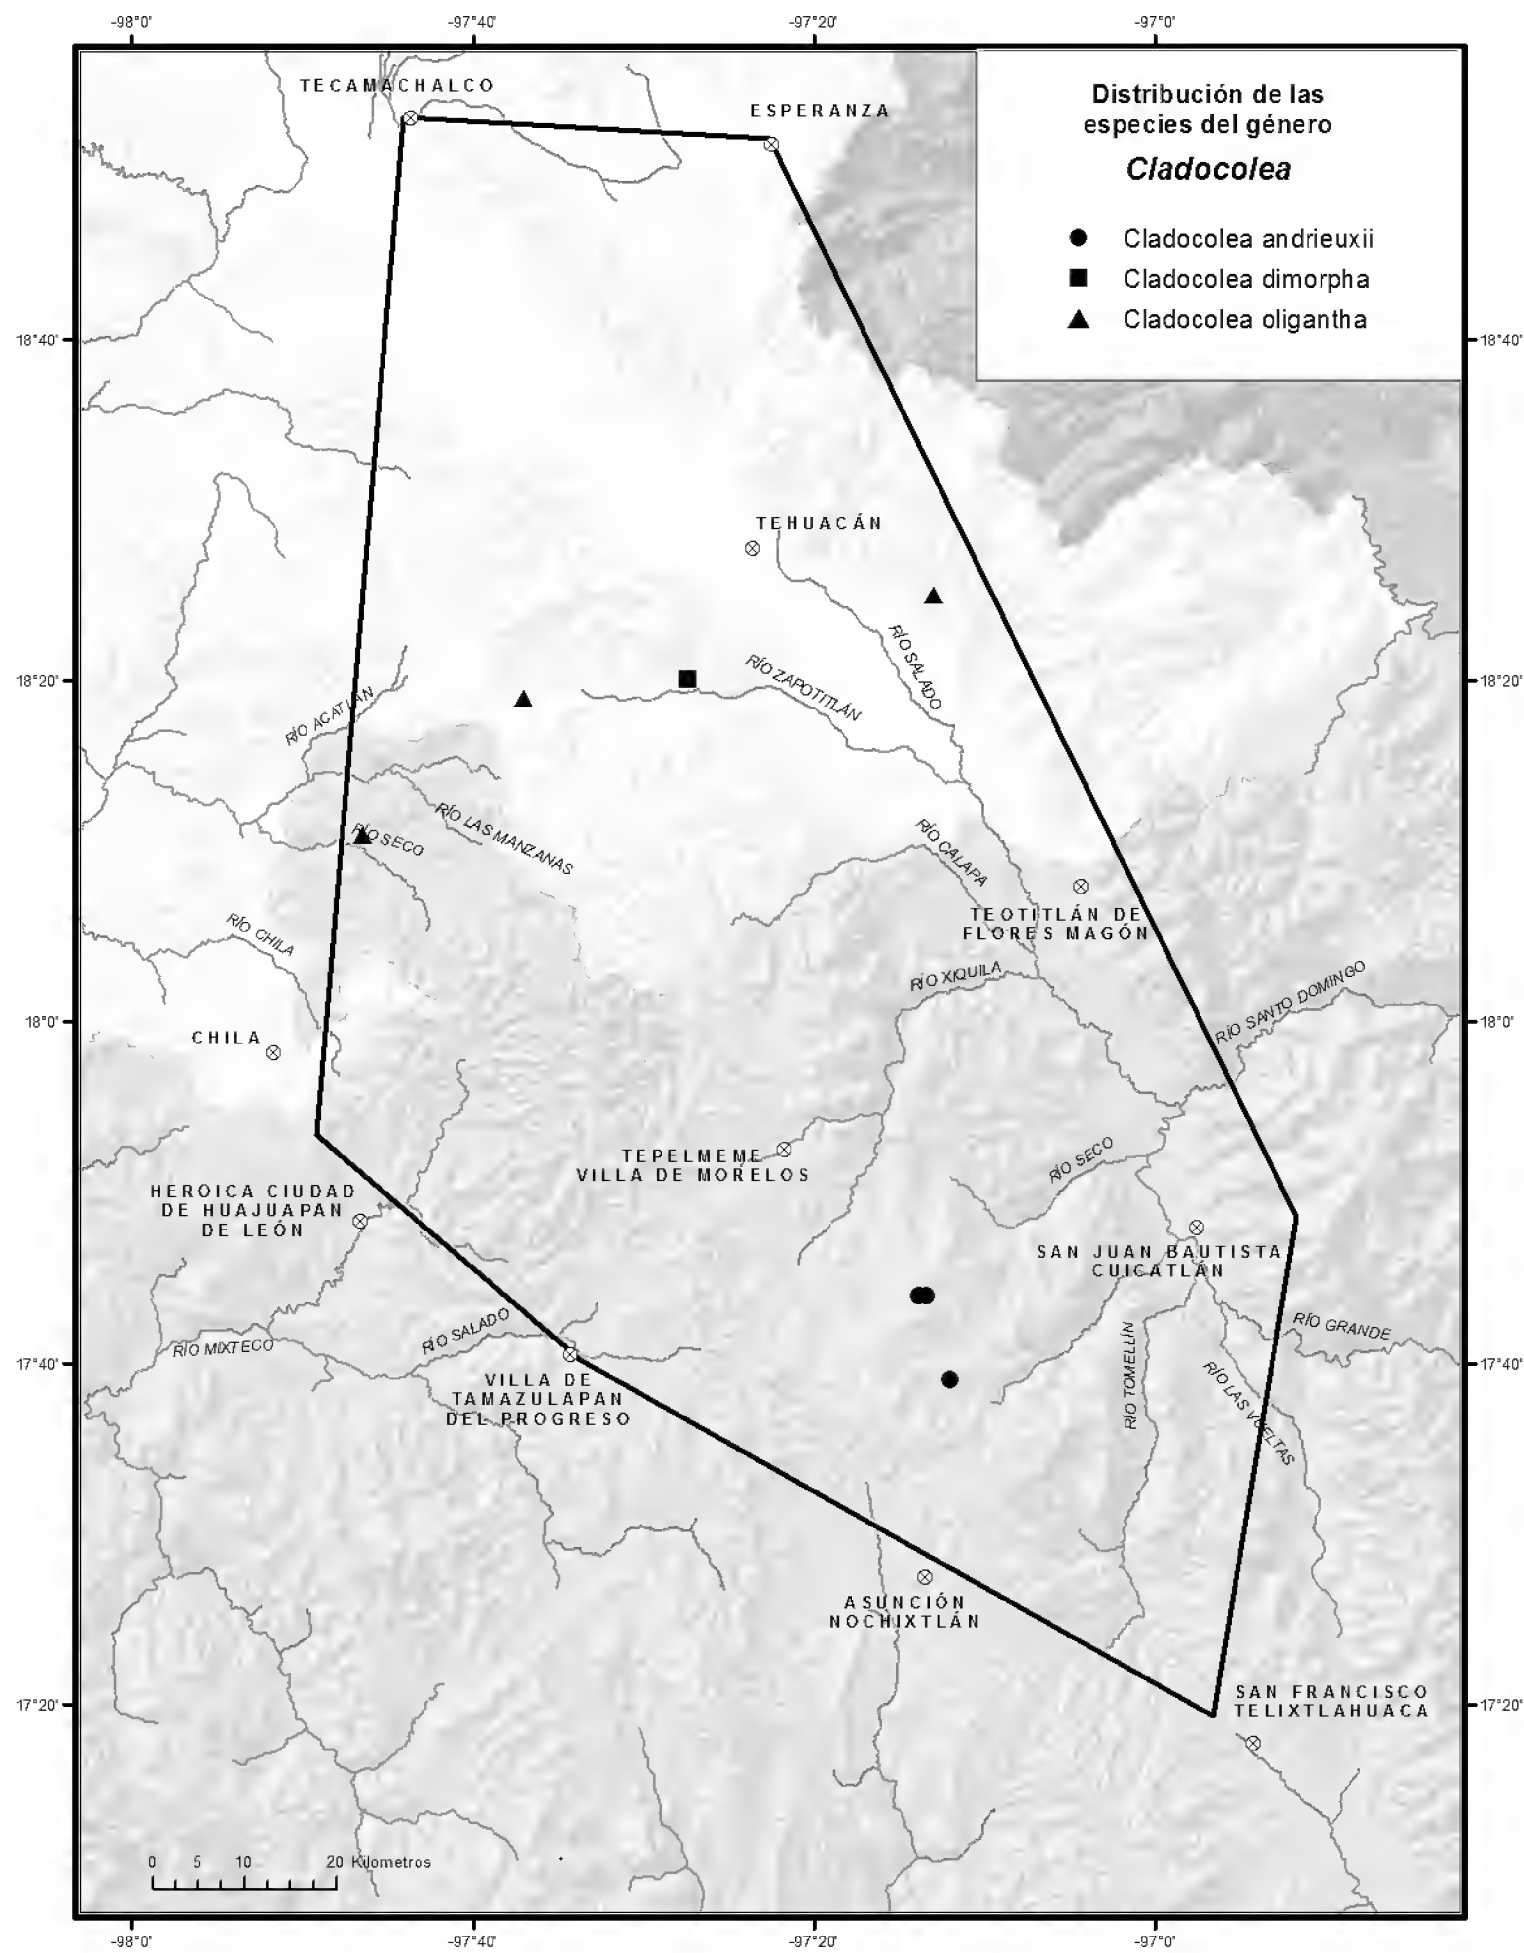 -98°0'
-97°40'
-97°20'
-97°0'
TECAMACHALCO
ESPERANZA
Distribución de las
especies del género
Cladocolea
Cladocolea andrieuxii
Cladocolea dimorpha
Cladocolea oligantha
18°40'
18°40'
TEHUACÁN
RÍO SALADO
18°20'
RÍO ZAPOTITLÁN
18°20'
RÍO ACATLÁN
RÍO LAS MANZANAS
RÍO SECO
RÍO CALAPA
TEOTITLÁN DE
FLORES MAGÓN
RÍO CHILA
RÍO XIQUILA
RÍO SANTO DOMINGO
18°0'
18°0'
CHILA
TEPELMEME
VILLA DE MORELOS
RÍO SECO
HEROICA CIUDAD
DE HUAJUAPAN
DE LEÓN
SAN JUAN BAUTISTA
CUICATLÁN
RÍO SALADO
RÍO MIXTECO
RÍO GRANDE
17°40'
17°40'
RÍO TOMELLÍN
RÍO LAS VUELTAS
VILLA DE
TAMAZULAPAN
DEL PROGRESO
ASUNCIÓN
NOCHIXTLÁN
17°20'
17°20'
SAN FRANCISCO
TELIXTLAHUACA
0 5 10 20 Kilometros
-98°0'
-97°40'
-97°20'
-97°0'